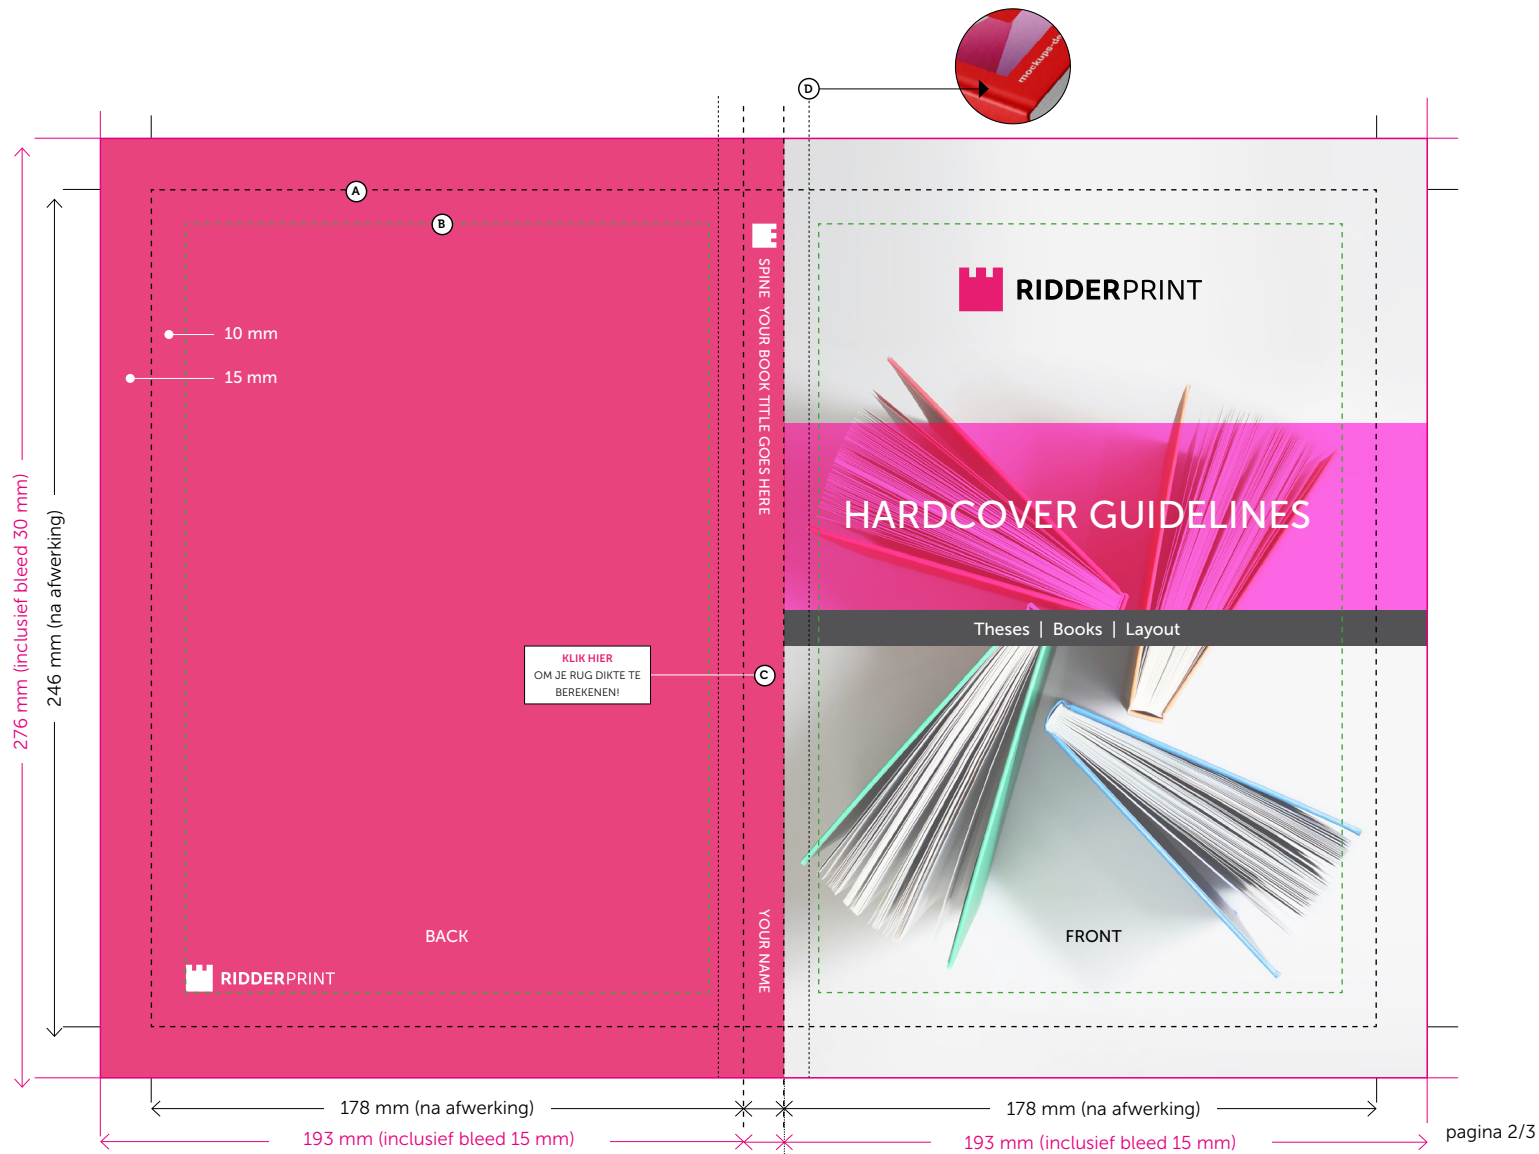 mockups-de
D
A
B
RIDDERPRINT
10 mm
15 mm
SPINE YOUR BOOK TITLE GOES HERE
HARDCOVER GUIDELINES
Theses | Books | Layout
KLIK HIER
OM JE RUG DIKTE TE
BEREKENEN!
C
276 mm (inclusief bleed 30 mm)
246 mm (na afwerking)
YOUR NAME
BACK
FRONT
RIDDERPRINT
178 mm (na afwerking)
178 mm (na afwerking)
193 mm (inclusief bleed 15 mm)
193 mm (inclusief bleed 15 mm)
pagina 2/3